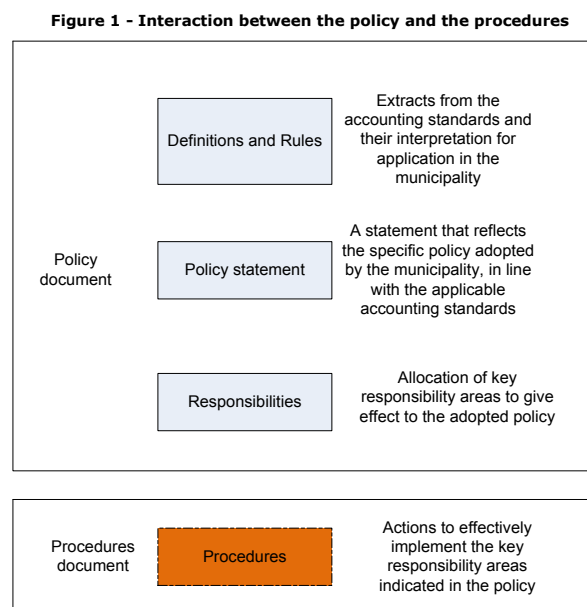 Figure 1 - Interaction between the policy and the procedures
Definitions and Rules
Extracts from the
accounting standards and
their interpretation for
application in the
municipality
Policy
document
Policy statement
A statement that reflects
the specific policy adopted
by the municipality, in line
with the applicable
accounting standards
Responsibilities
Allocation of key
responsibility areas to give
effect to the adopted policy
Procedures
document
Procedures
Actions to effectively
implement the key
responsibility areas
indicated in the policy